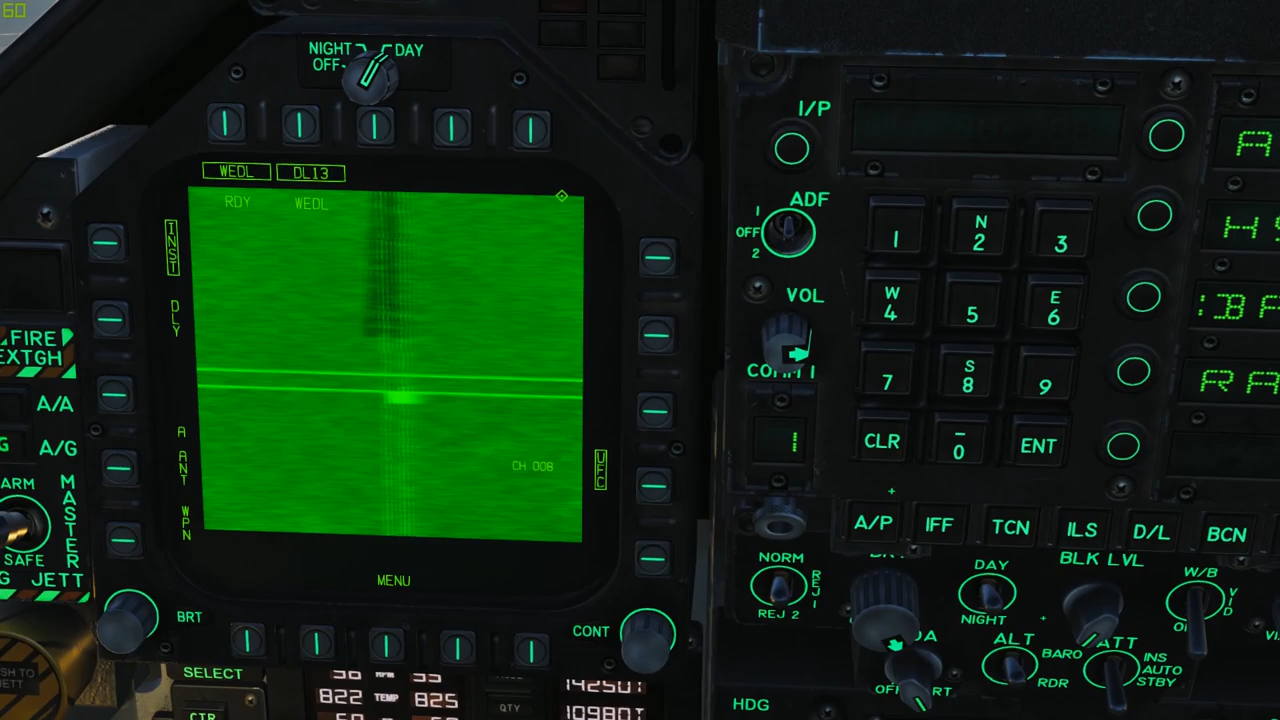 60
NIGHT DAY
OFF
WEDL DL13
RDY WEDL
INST
DLY
A ANT
WPN
CH 008
UFC
MENU
BRT
CONT
FIRE
EXTGH
A/A
A/G
ARM
SAFE
MASTER
JETT
SELECT
CTR
822 TEMP 825
QTY
I/P
ADF
1
OFF
2
VOL
COMM 1
1
1
N 2
3
W 4
5
E 6
7
S 8
9
CLR
- 0
ENT
A/P IFF TCN ILS D/L BCN
NORM
REJ 1
REJ 2
DAY
NIGHT
BLK LVL
W/B
VID
ALT
BARO
RDR
ATT
INS
AUTO
STBY
HDG